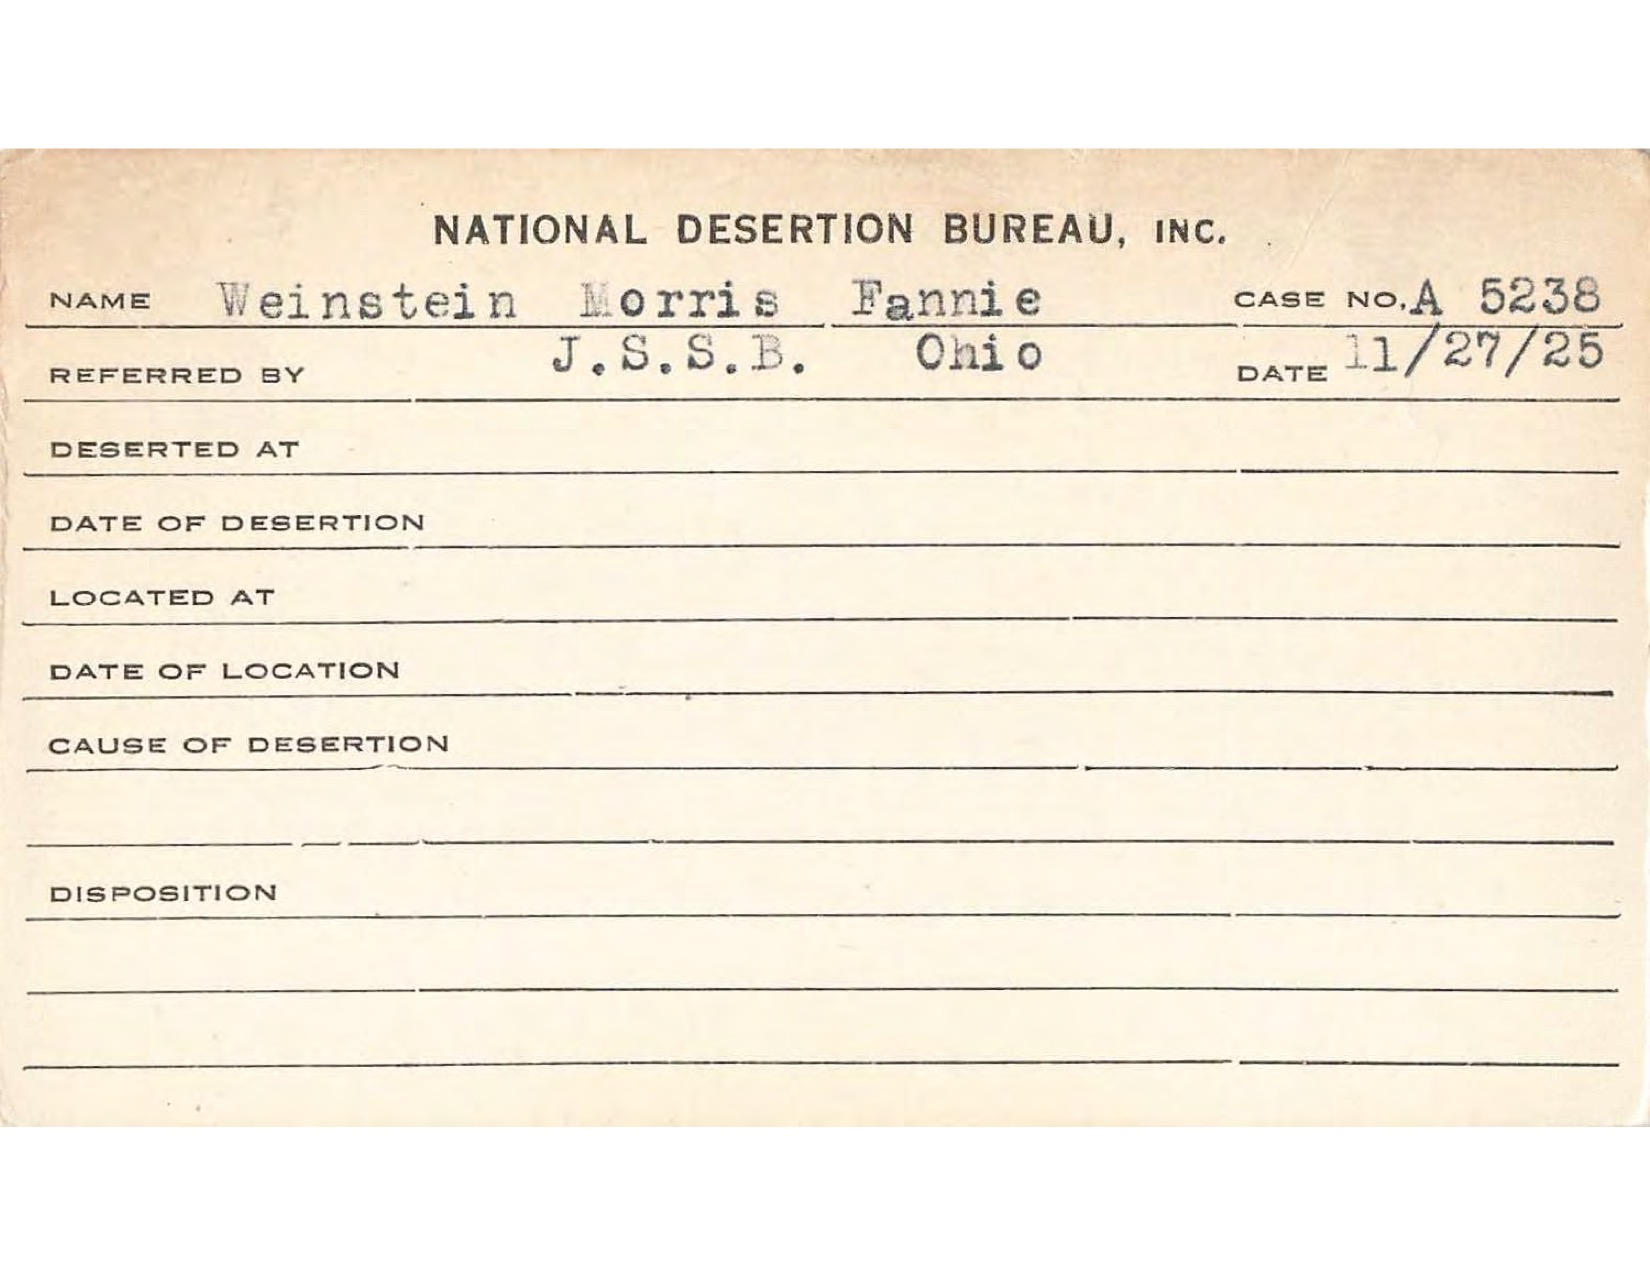 NATIONAL DESERTION BUREAU, INC.
NAME Weinstein Morris Fannie CASE NO. A 5238
REFERRED BY J.S.S.B. Ohio DATE 11/27/25
DESERTED AT
DATE OF DESERTION
LOCATED AT
DATE OF LOCATION
CAUSE OF DESERTION
DISPOSITION